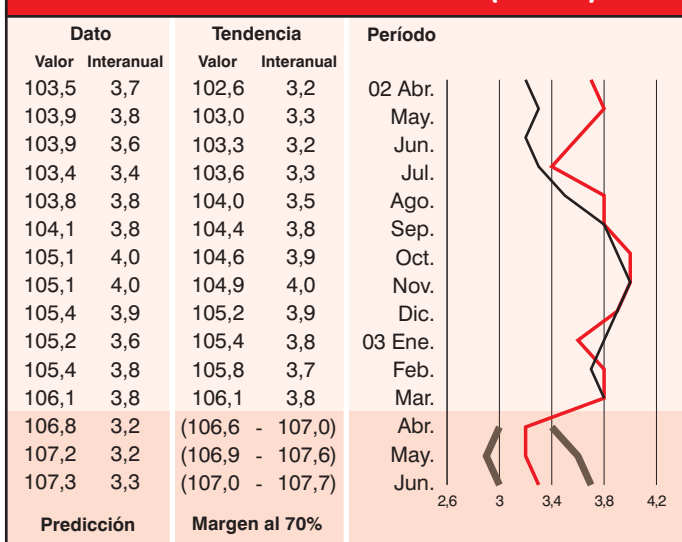 Dato Tendencia Período
Valor Interanual Valor Interanual
103,5 3,7 102,6 3,2 02 Abr.
103,9 3,8 103,0 3,3 May.
103,9 3,6 103,3 3,2 Jun.
103,4 3,4 103,6 3,3 Jul.
103,8 3,8 104,0 3,5 Ago.
104,1 3,8 104,4 3,8 Sep.
105,1 4,0 104,6 3,9 Oct.
105,1 4,0 104,9 4,0 Nov.
105,4 3,9 105,2 3,9 Dic.
105,2 3,6 105,4 3,8 03 Ene.
105,4 3,8 105,8 3,7 Feb.
106,1 3,8 106,1 3,8 Mar.
106,8 3,2 (106,6 - 107,0) Abr.
107,2 3,2 (106,9 - 107,6) May.
107,3 3,3 (107,0 - 107,7) Jun.
2,6 3 3,4 3,8 4,2
Predicción Margen al 70%